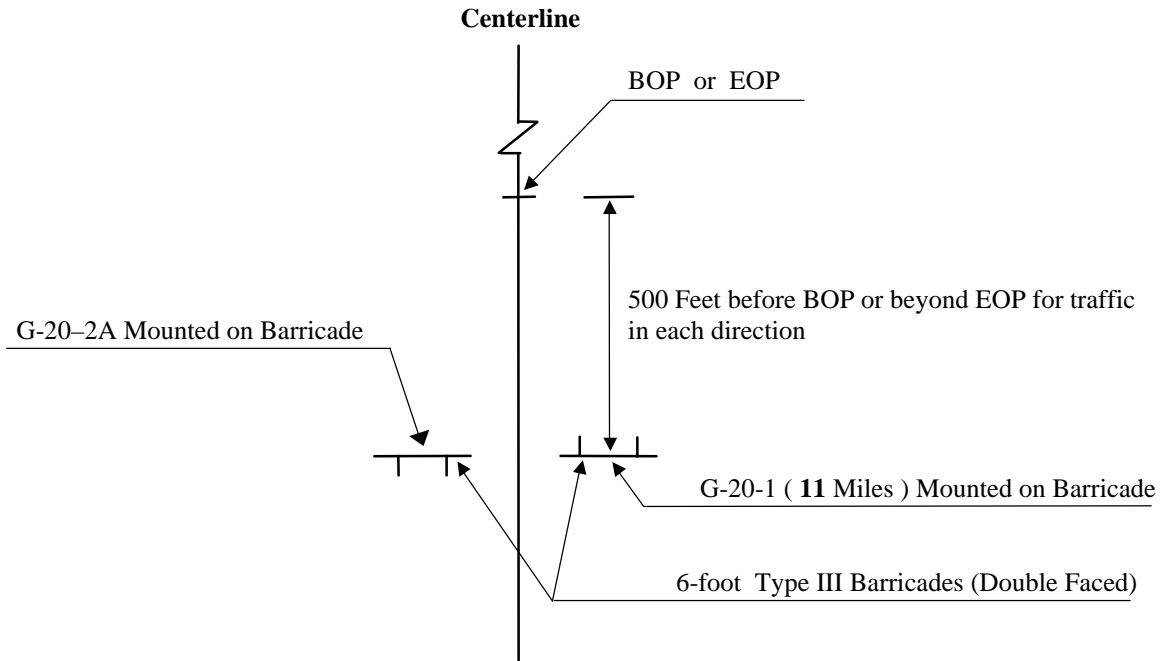 Centerline
BOP or EOP
500 Feet before BOP or beyond EOP for traffic
in each direction
G-20–2A Mounted on Barricade
G-20-1 ( 11 Miles ) Mounted on Barricade
6-foot Type III Barricades (Double Faced)